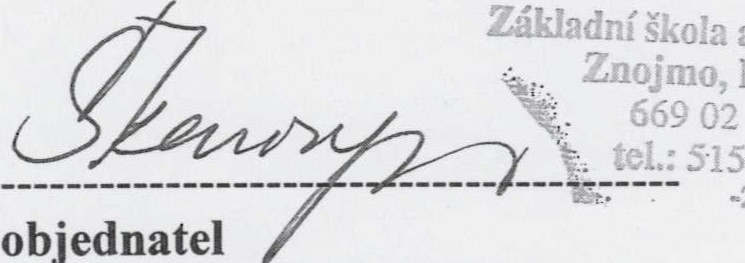 Základní škola a
Znojmo,
669 02
tel.: 515
objednatel